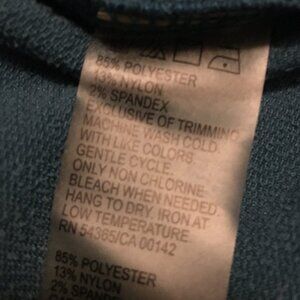 85% POLYESTER
13% NYLON
2% SPANDEX
EXCLUSIVE OF TRIMMING
MACHINE WASH COLD.
WITH LIKE COLORS.
GENTLE CYCLE.
ONLY NON CHLORINE
BLEACH WHEN NEEDED.
HANG TO DRY. IRON AT
LOW TEMPERATURE.
RN 54365/CA 00142
85% POLYESTER
13% NYLON
2% SPANDEX